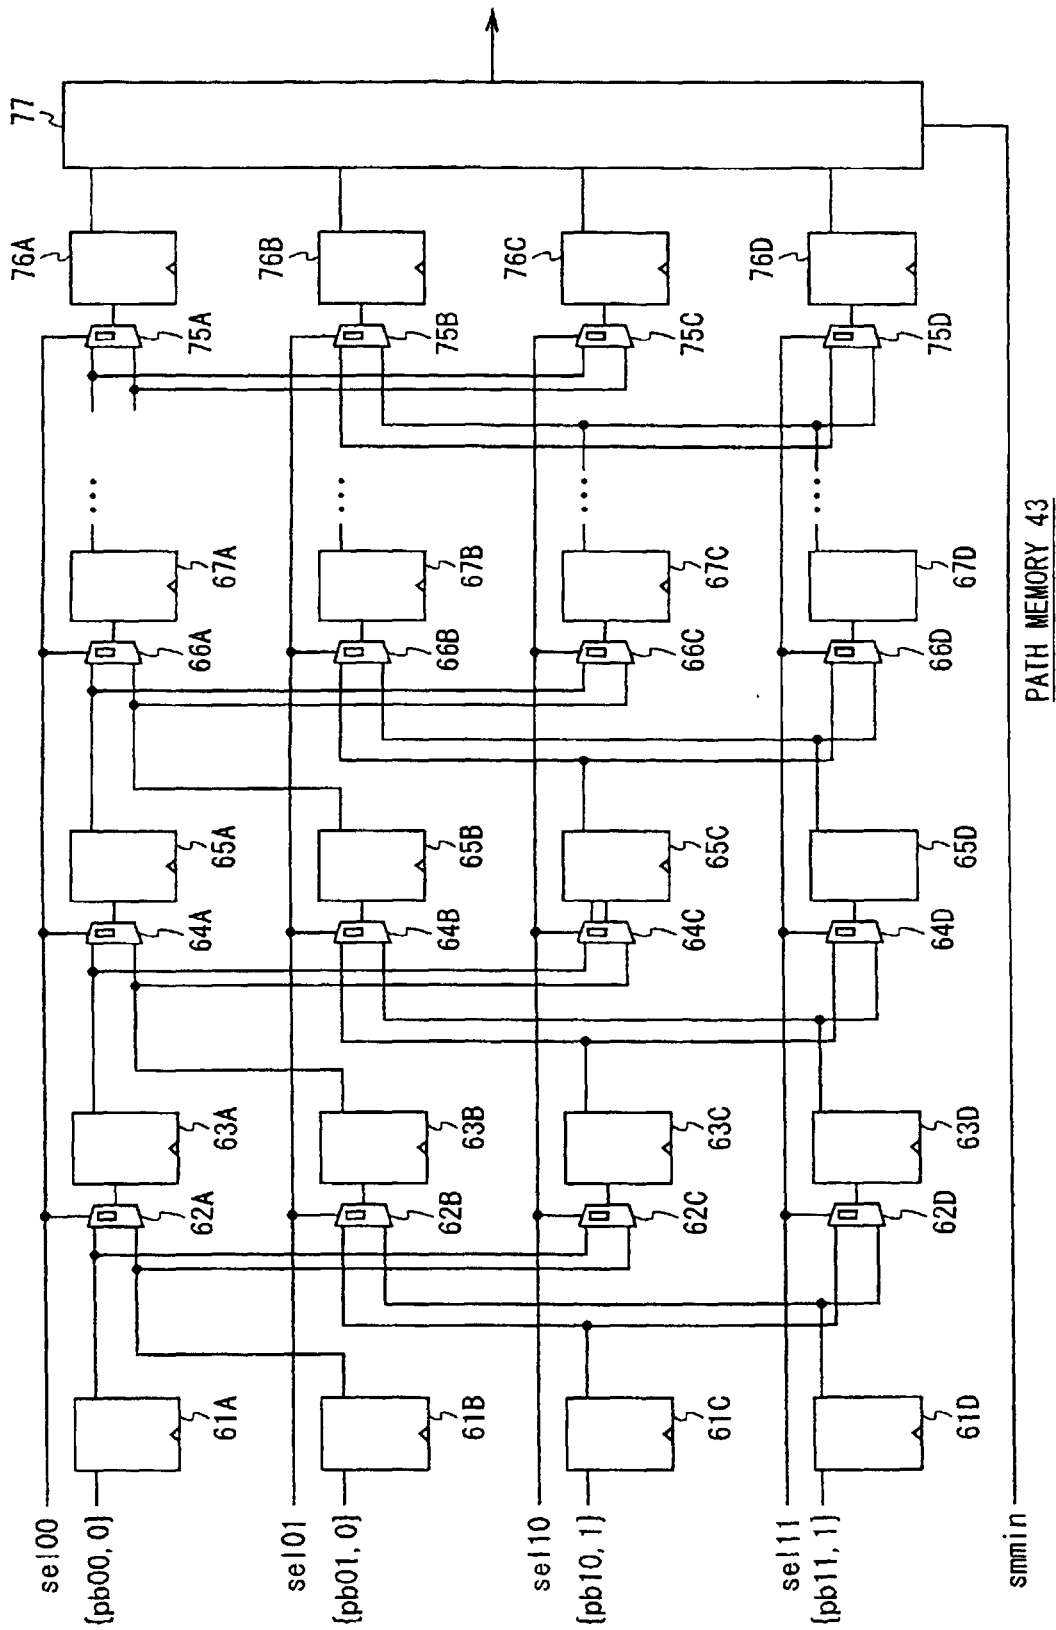 77
76A
76B
76C
76D
75A
75B
75C
75D
67A
67B
67C
67D
66A
66B
66C
66D
65A
65B
65C
65D
64A
64B
64C
64D
63A
63B
63C
63D
62A
62B
62C
62D
61A
61B
61C
61D
sel00
{pb00,0}
sel01
{pb01,0}
sel10
{pb10,1}
sel11
{pb11,1}
smmin
PATH MEMORY 43